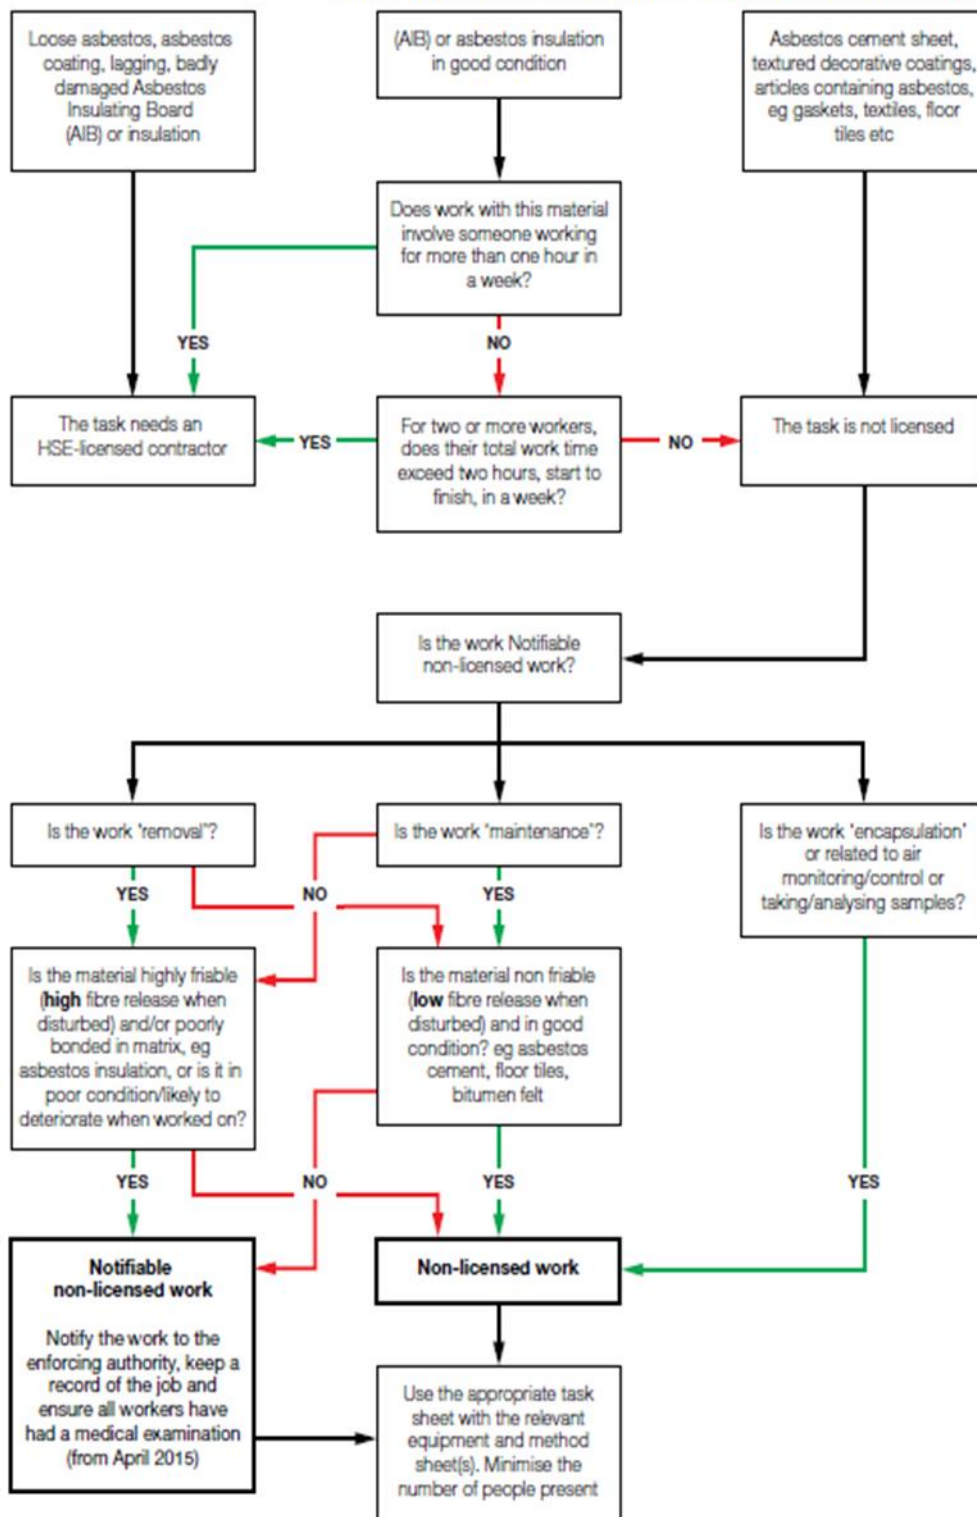 Loose asbestos, asbestos
coating, lagging, badly
damaged Asbestos
Insulating Board
(AIB) or insulation
(AIB) or asbestos insulation
in good condition
Asbestos cement sheet,
textured decorative coatings,
articles containing asbestos,
eg gaskets, textiles, floor
tiles etc
Does work with this material
involve someone working
for more than one hour in
a week?
YES
NO
The task needs an
HSE-licensed contractor
YES
For two or more workers,
does their total work time
exceed two hours, start to
finish, in a week?
NO
The task is not licensed
Is the work Notifiable
non-licensed work?
Is the work 'removal'?
Is the work 'maintenance'?
Is the work 'encapsulation'
or related to air
monitoring/control or
taking/analysing samples?
YES
NO
YES
Is the material highly friable
(high fibre release when
disturbed) and/or poorly
bonded in matrix, eg
asbestos insulation, or is it in
poor condition/likely to
deteriorate when worked on?
Is the material non friable
(low fibre release when
disturbed) and in good
condition? eg asbestos
cement, floor tiles,
bitumen felt
YES
NO
YES
YES
Notifiable
non-licensed work
Notify the work to the
enforcing authority, keep a
record of the job and
ensure all workers have
had a medical examination
(from April 2015)
Non-licensed work
Use the appropriate task
sheet with the relevant
equipment and method
sheet(s). Minimise the
number of people present